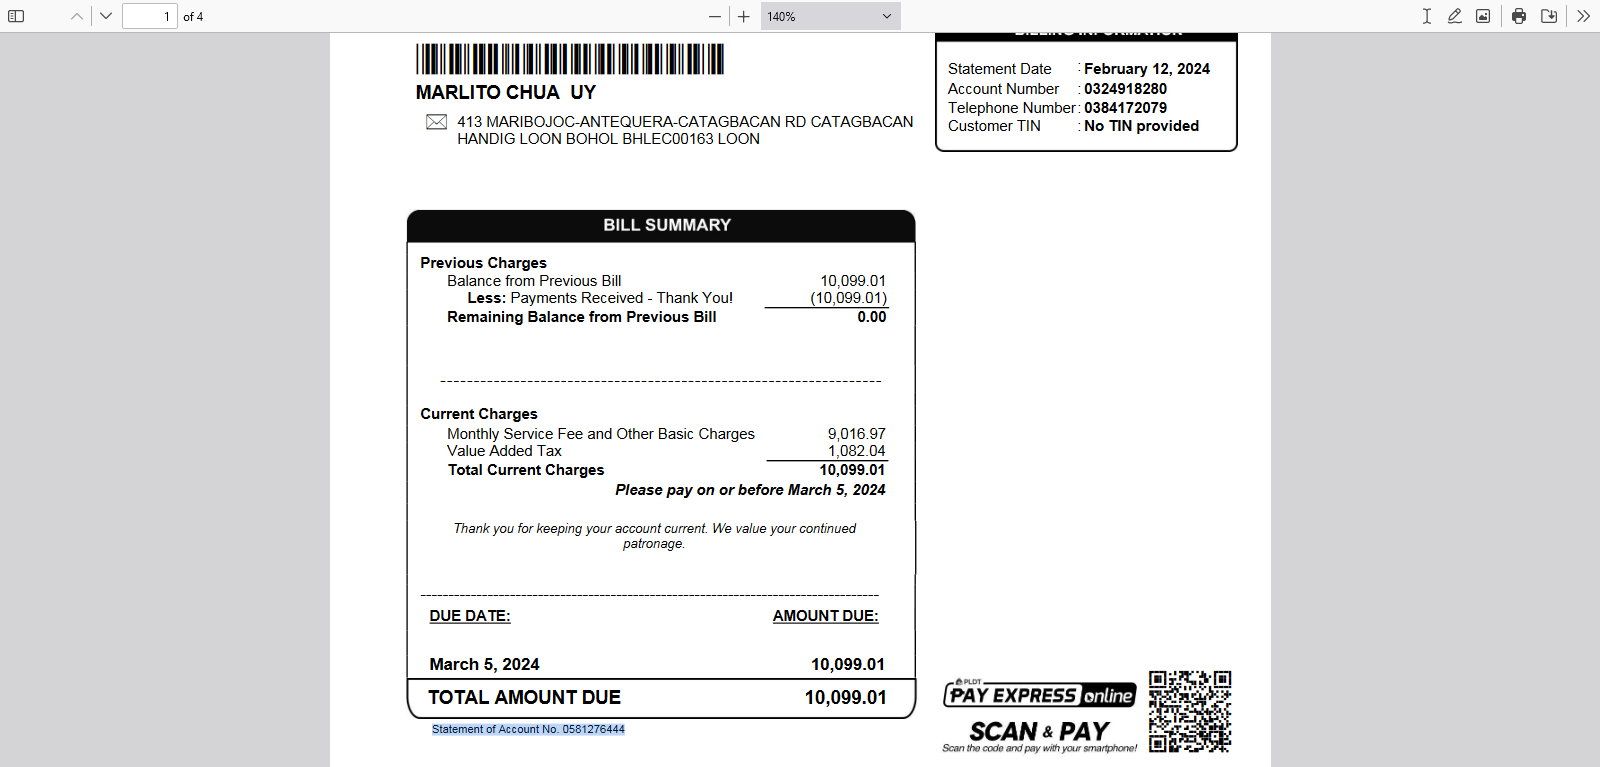 1 of 4
140%
BILLING INFORMATION
MARLITO CHUA  UY
413 MARIBOJOC-ANTEQUERA-CATAGBACAN RD CATAGBACAN
HANDIG LOON BOHOL BHLEC00163 LOON
Statement Date : February 12, 2024
Account Number : 0324918280
Telephone Number : 0384172079
Customer TIN : No TIN provided
BILL SUMMARY
Previous Charges
Balance from Previous Bill 10,099.01
Less: Payments Received - Thank You! (10,099.01)
Remaining Balance from Previous Bill 0.00
Current Charges
Monthly Service Fee and Other Basic Charges 9,016.97
Value Added Tax 1,082.04
Total Current Charges 10,099.01
Please pay on or before March 5, 2024
Thank you for keeping your account current. We value your continued
patronage.
DUE DATE: AMOUNT DUE:
March 5, 2024 10,099.01
TOTAL AMOUNT DUE 10,099.01
Statement of Account No. 0581276444
PLDT
PAY EXPRESS online
SCAN & PAY
Scan the code and pay with your smartphone!